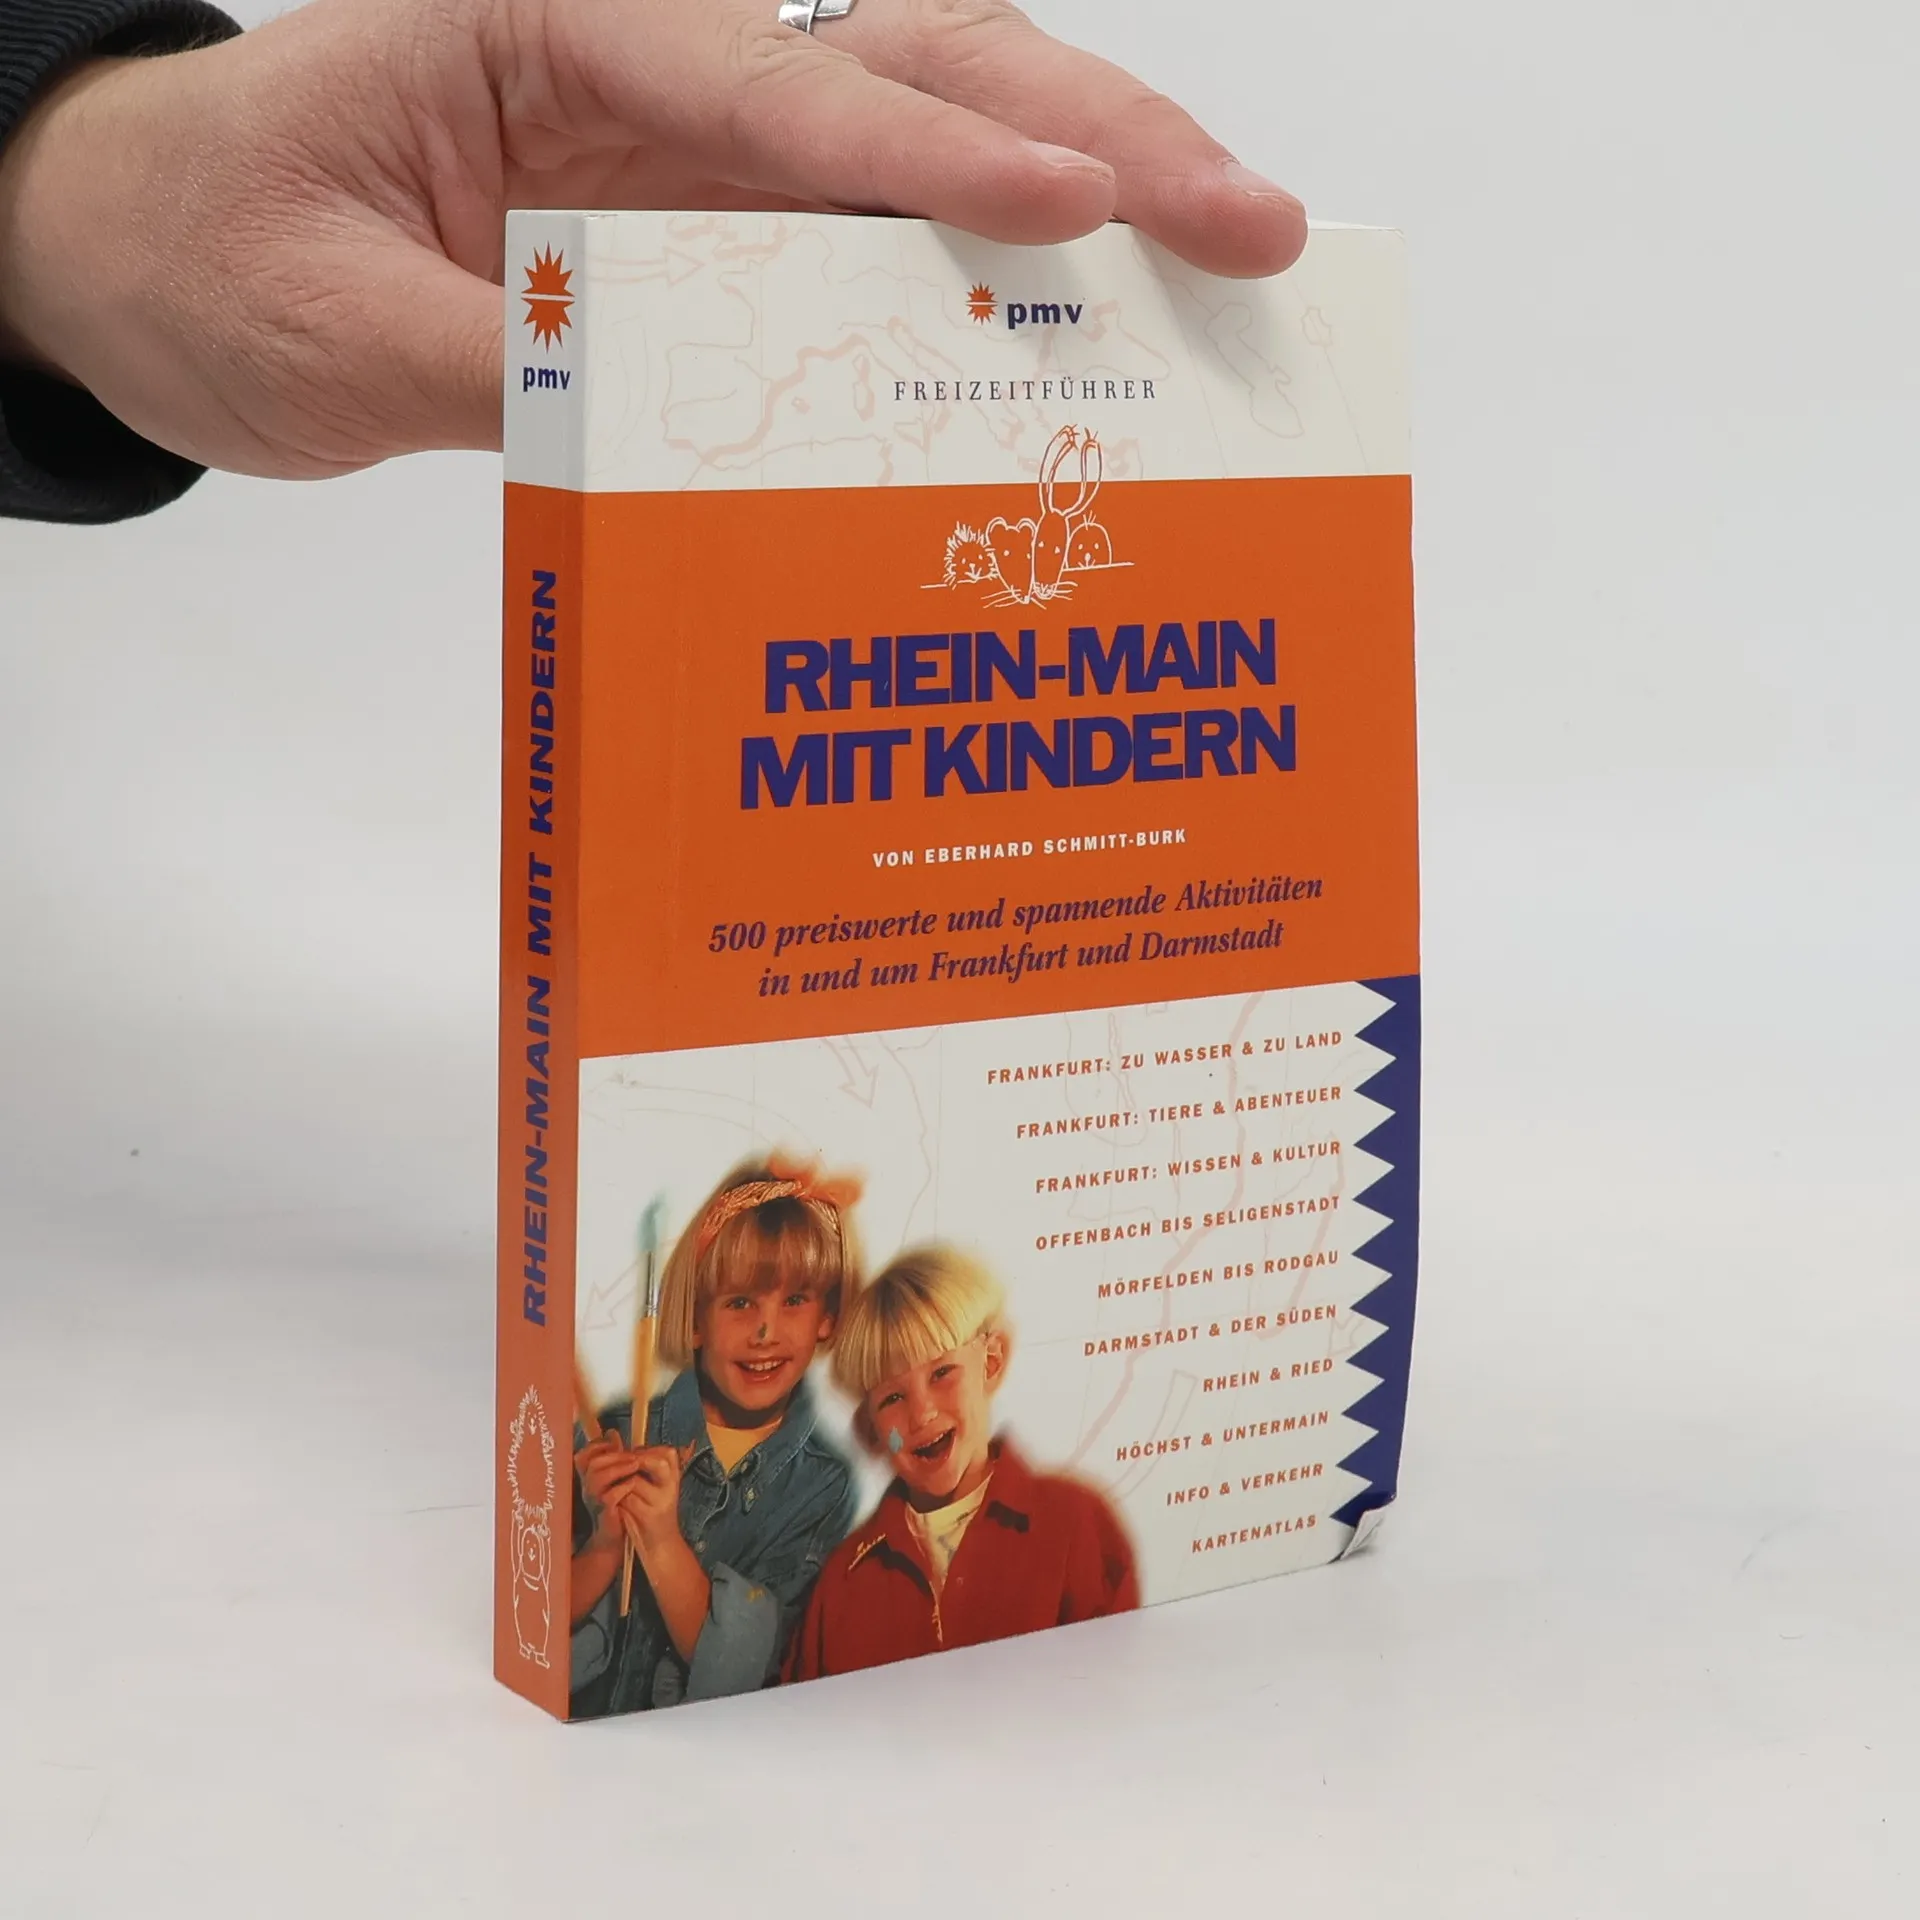 pmv
RHEIN-MAIN MIT KINDERN
pmv
FREIZEITFÜHRER
RHEIN-MAIN
MIT KINDERN
VON EBERHARD SCHMITT-BURK
500 preiswerte und spannende Aktivitäten
in und um Frankfurt und Darmstadt
FRANKFURT: ZU WASSER & ZU LAND
FRANKFURT: TIERE & ABENTEUER
FRANKFURT: WISSEN & KULTUR
OFFENBACH BIS SELIGENSTADT
MÖRFELDEN BIS RODGAU
DARMSTADT & DER SÜDEN
RHEIN & RIED
HÖCHST & UNTERMAIN
INFO & VERKEHR
KARTENATLAS